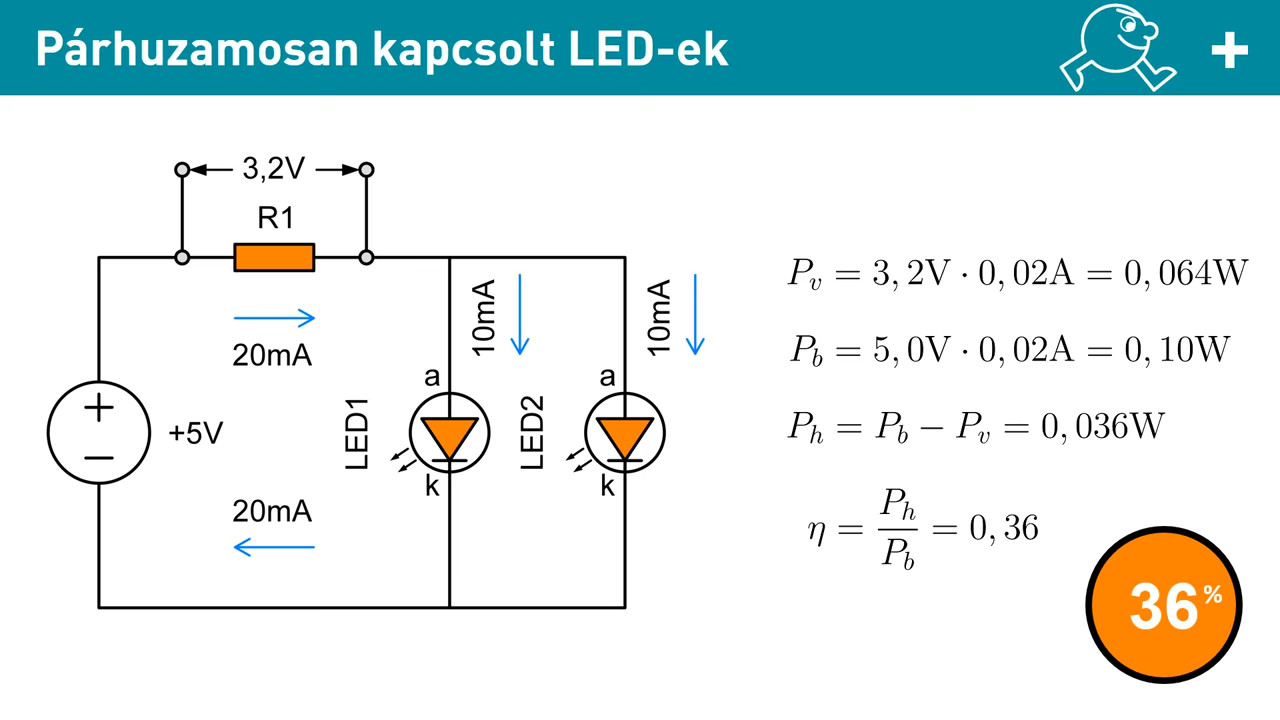 Párhuzamosan kapcsolt LED-ek
3,2V
R1
20mA
10mA
10mA
a
a
+5V
LED1
LED2
k
k
20mA
P_v = 3,2V · 0,02A = 0,064W
P_b = 5,0V · 0,02A = 0,10W
P_h = P_b − P_v = 0,036W
η = P_h / P_b = 0,36
36%